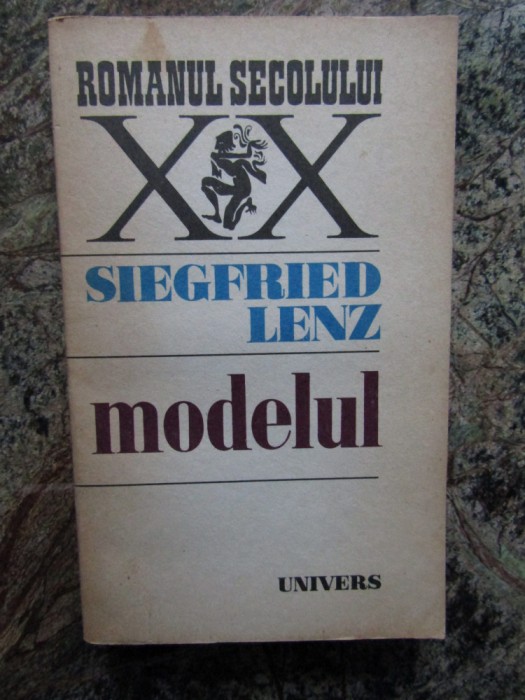 ROMANUL SECOLULUI
XX
SIEGFRIED
LENZ
modelul
UNIVERS